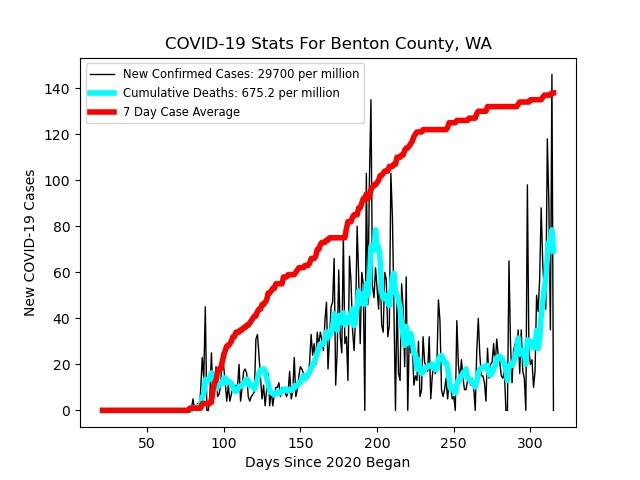 COVID-19 Stats For Benton County, WA
New Confirmed Cases: 29700 per million
Cumulative Deaths: 675.2 per million
7 Day Case Average
New COVID-19 Cases
140
120
100
80
60
40
20
0
50 100 150 200 250 300
Days Since 2020 Began